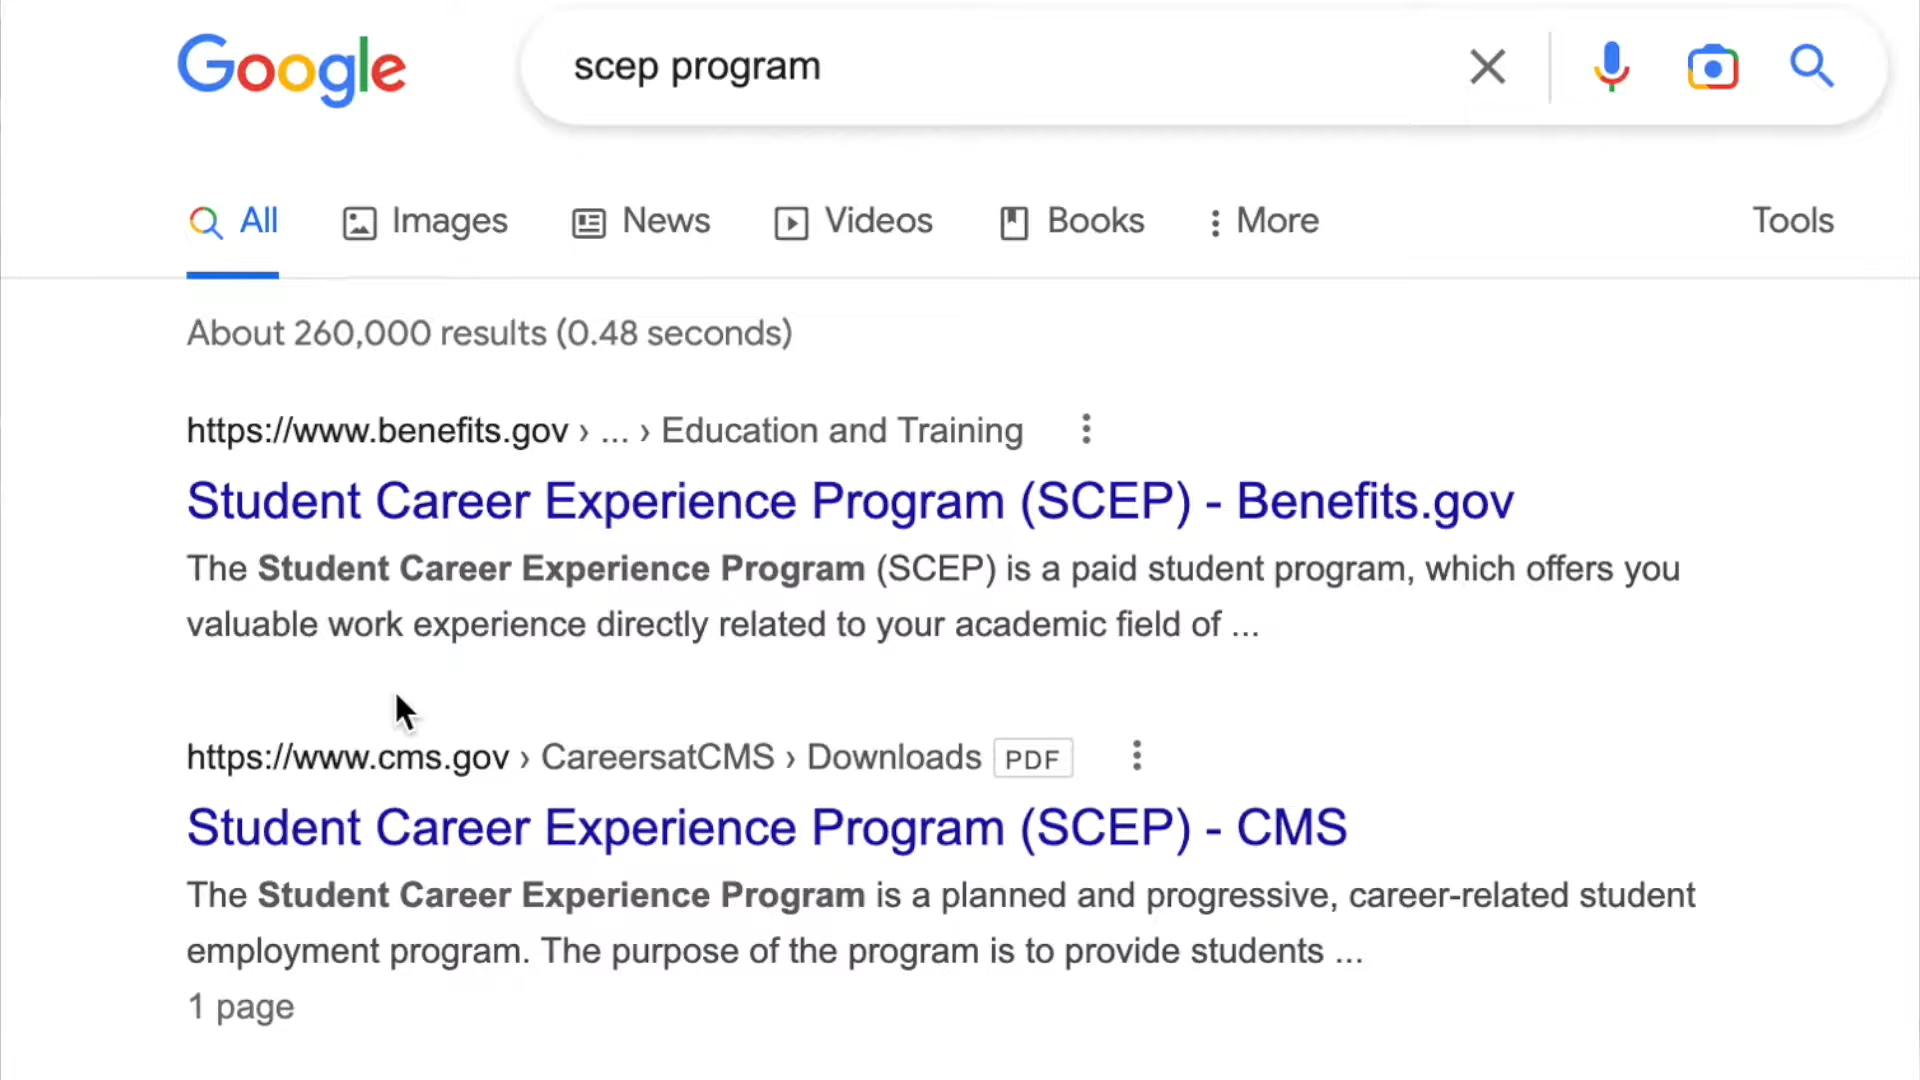 Google
scep program
All Images News Videos Books More Tools
About 260,000 results (0.48 seconds)
https://www.benefits.gov › ... › Education and Training
Student Career Experience Program (SCEP) - Benefits.gov
The Student Career Experience Program (SCEP) is a paid student program, which offers you
valuable work experience directly related to your academic field of ...
https://www.cms.gov › CareersatCMS › Downloads PDF
Student Career Experience Program (SCEP) - CMS
The Student Career Experience Program is a planned and progressive, career-related student
employment program. The purpose of the program is to provide students ...
1 page